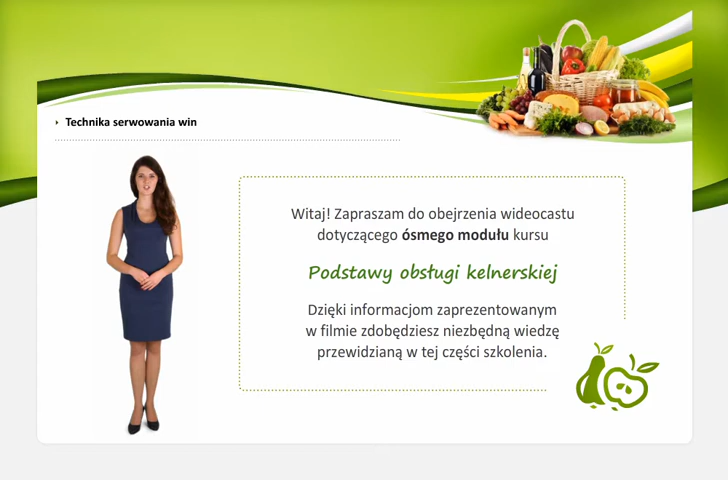 Technika serwowania win
Witaj! Zapraszam do obejrzenia wideocastu
dotyczącego ósmego modułu kursu
Podstawy obsługi kelnerskiej
Dzięki informacjom zaprezentowanym
w filmie zdobędziesz niezbędną wiedzę
przewidzianą w tej części szkolenia.